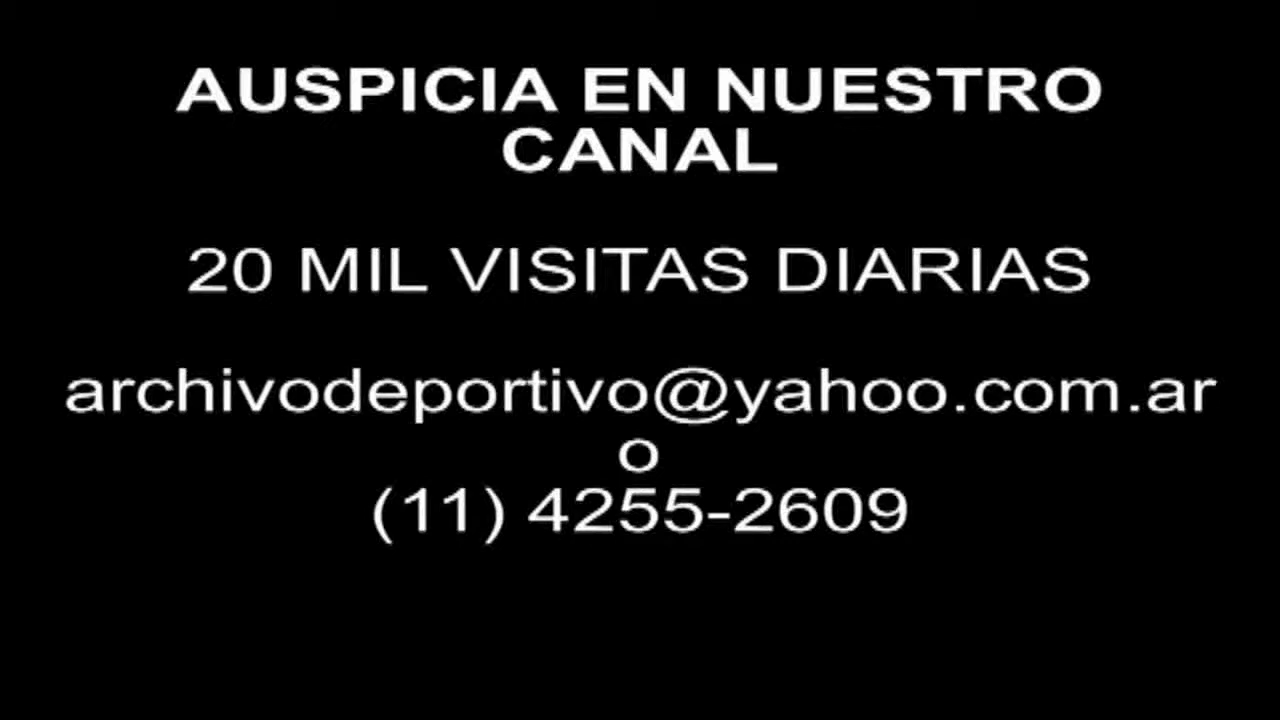 AUSPICIA EN NUESTRO
CANAL
20 MIL VISITAS DIARIAS
archivodeportivo@yahoo.com.ar
o
(11) 4255-2609